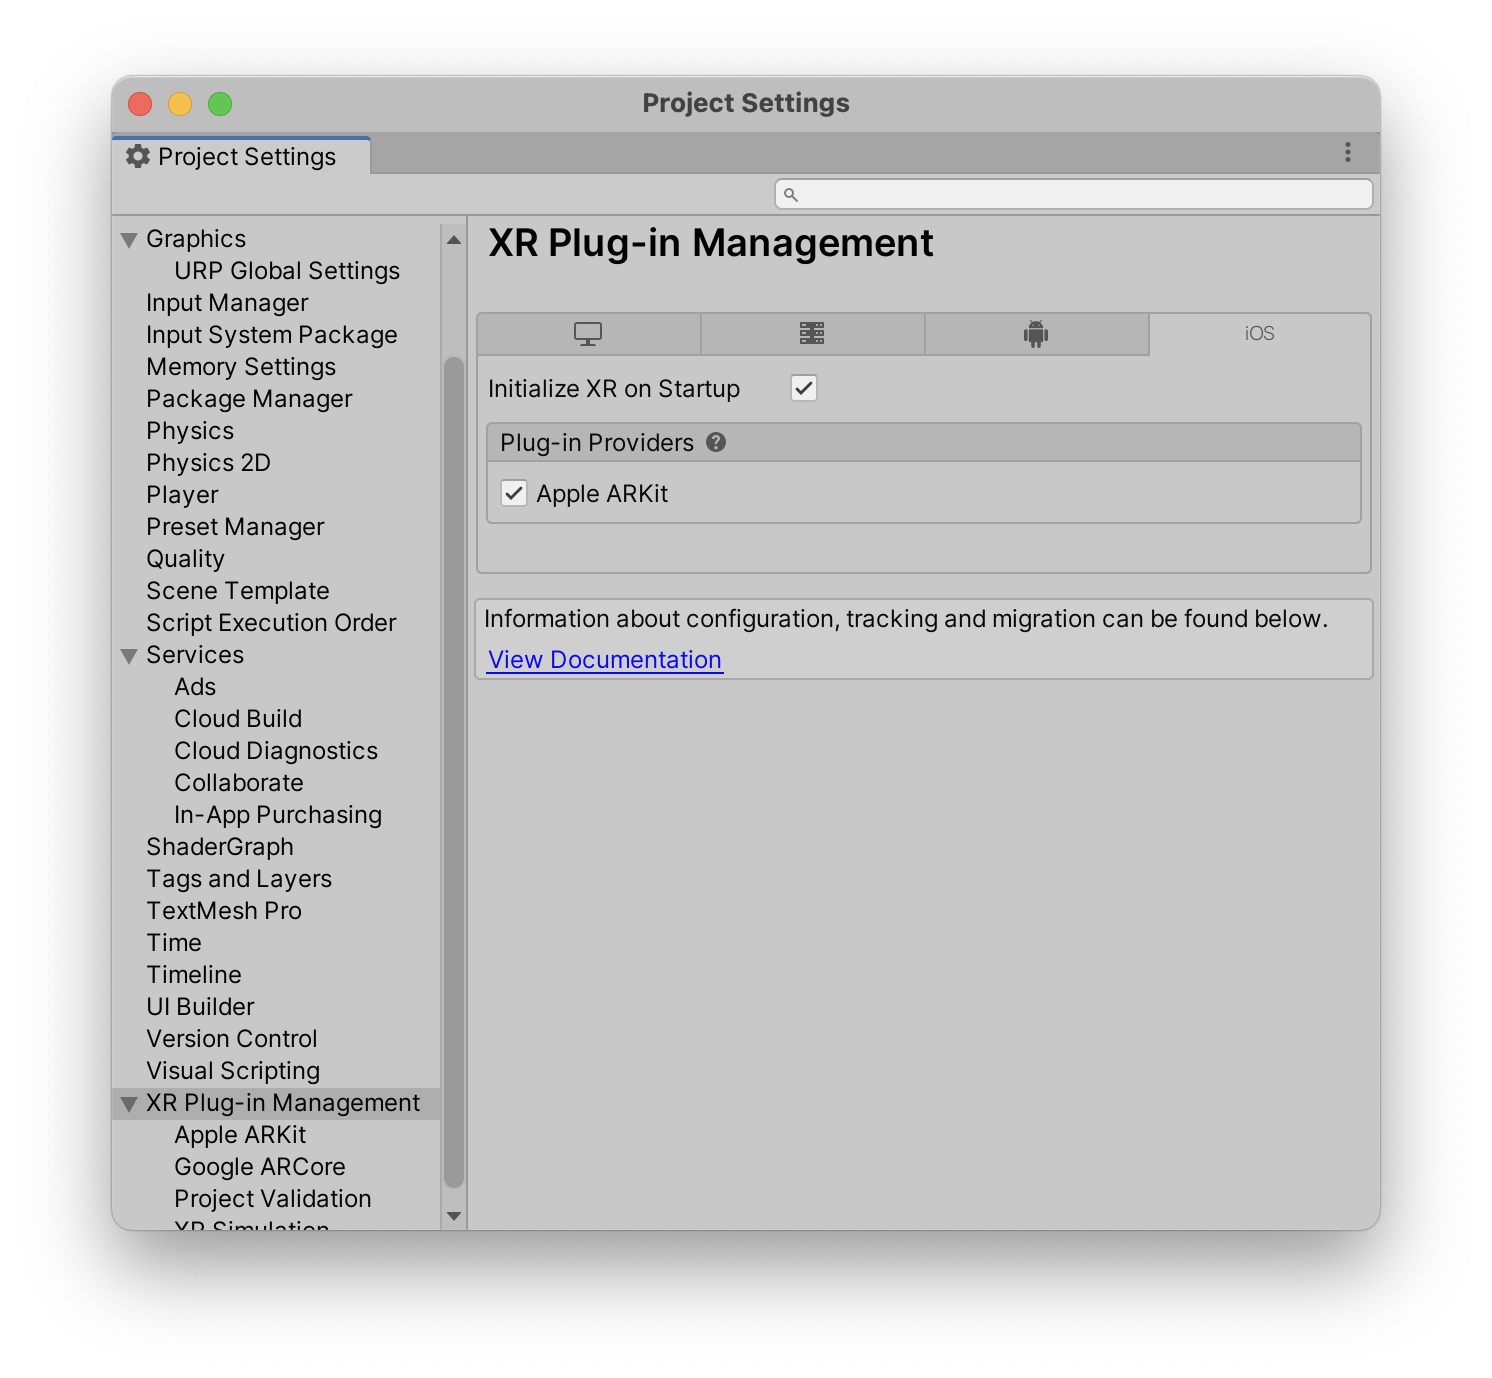 Project Settings
Project Settings
Graphics
URP Global Settings
Input Manager
Input System Package
Memory Settings
Package Manager
Physics
Physics 2D
Player
Preset Manager
Quality
Scene Template
Script Execution Order
Services
Ads
Cloud Build
Cloud Diagnostics
Collaborate
In-App Purchasing
ShaderGraph
Tags and Layers
TextMesh Pro
Time
Timeline
UI Builder
Version Control
Visual Scripting
XR Plug-in Management
Apple ARKit
Google ARCore
Project Validation
XR Simulation
XR Plug-in Management
iOS
Initialize XR on Startup
Plug-in Providers
Apple ARKit
Information about configuration, tracking and migration can be found below.
View Documentation